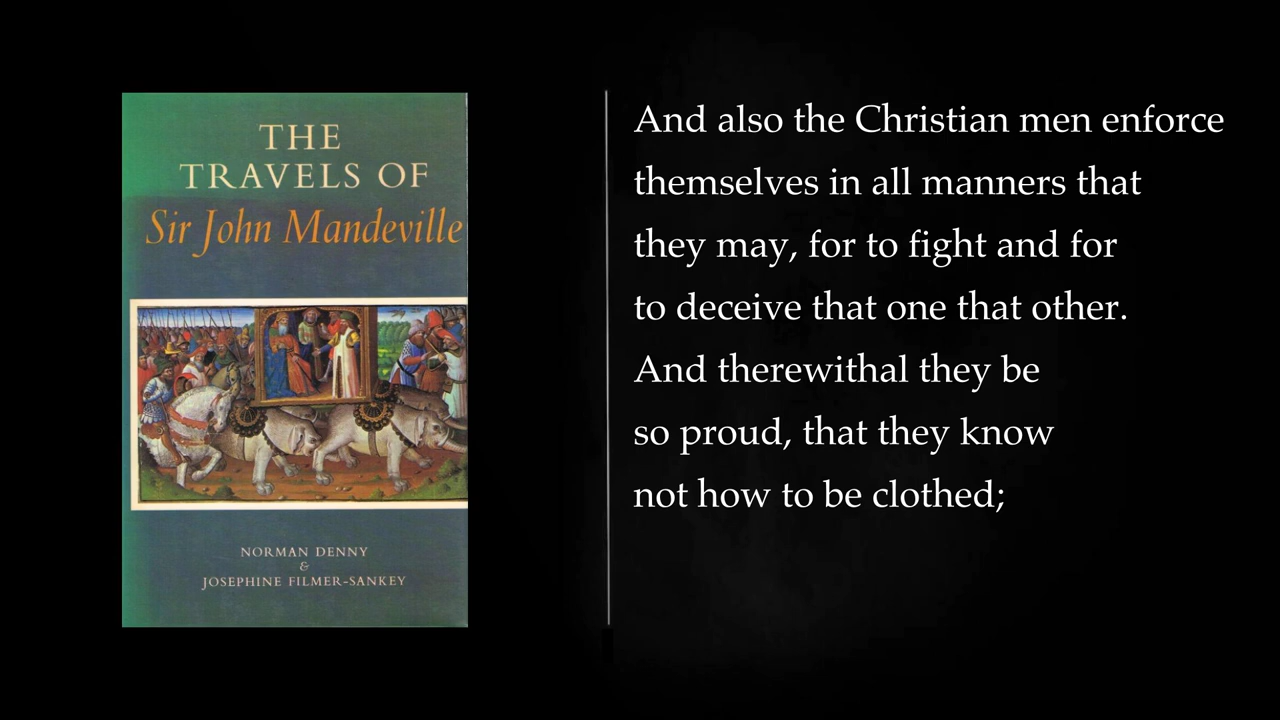 THE
TRAVELS OF
Sir John Mandeville
NORMAN DENNY
&
JOSEPHINE FILMER-SANKEY
And also the Christian men enforce
themselves in all manners that
they may, for to fight and for
to deceive that one that other.
And therewithal they be
so proud, that they know
not how to be clothed;